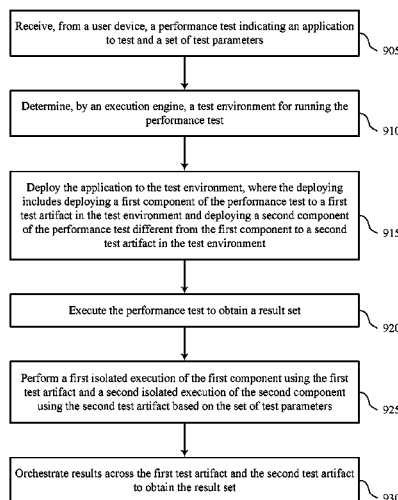 Receive, from a user device, a performance test indicating an application
to test and a set of test parameters
905
Determine, by an execution engine, a test environment for running the
performance test
910
Deploy the application to the test environment, where the deploying
includes deploying a first component of the performance test to a first
test artifact in the test environment and deploying a second component
of the performance test different from the first component to a second
test artifact in the test environment
915
Execute the performance test to obtain a result set
920
Perform a first isolated execution of the first component using the first
test artifact and a second isolated execution of the second component
using the second test artifact based on the set of test parameters
925
Orchestrate results across the first test artifact and the second test artifact
to obtain the result set
930